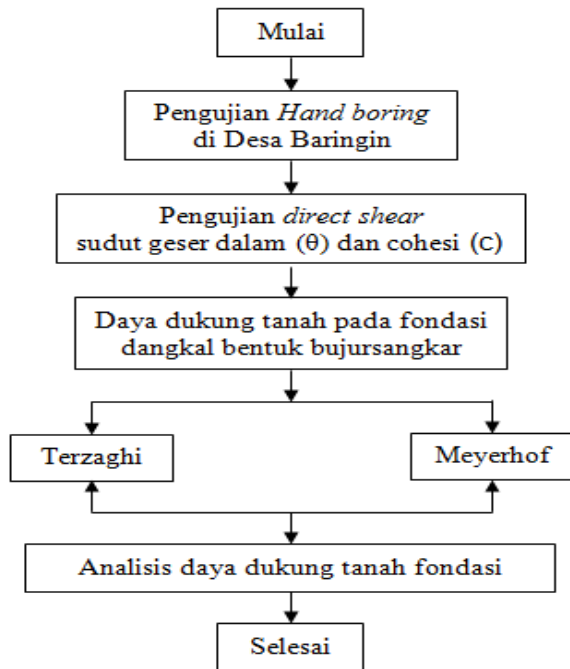 Mulai
Pengujian Hand boring
di Desa Baringin
Pengujian direct shear
sudut geser dalam (θ) dan cohesi (C)
Daya dukung tanah pada fondasi
dangkal bentuk bujursangkar
Terzaghi
Meyerhof
Analisis daya dukung tanah fondasi
Selesai